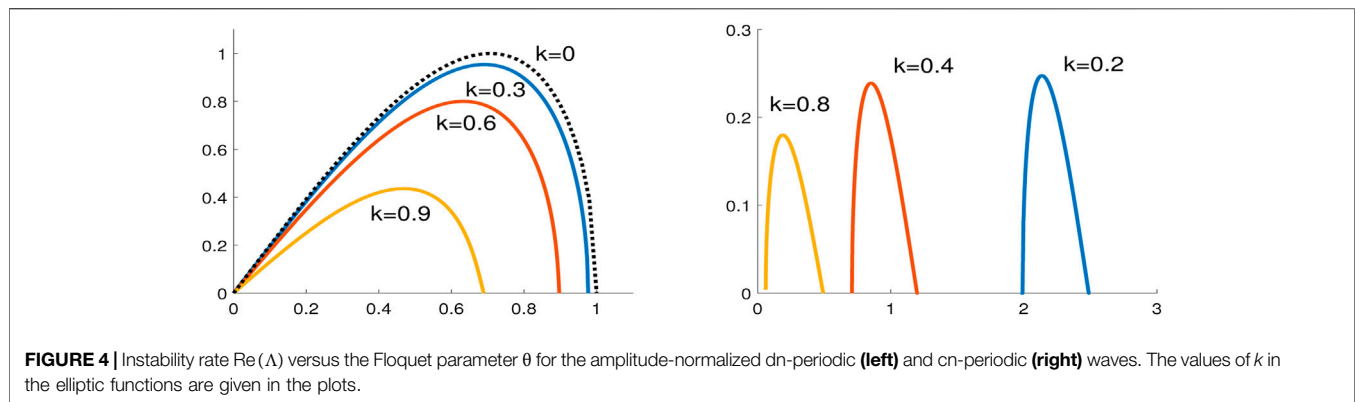 1
0.8
0.6
0.4
0.2
0
0 0.2 0.4 0.6 0.8 1
k=0
k=0.3
k=0.6
k=0.9
0.3
0.2
0.1
0
0 1 2 3
k=0.8
k=0.4
k=0.2
FIGURE 4 | Instability rate Re(Λ) versus the Floquet parameter θ for the amplitude-normalized dn-periodic (left) and cn-periodic (right) waves. The values of k in
the elliptic functions are given in the plots.